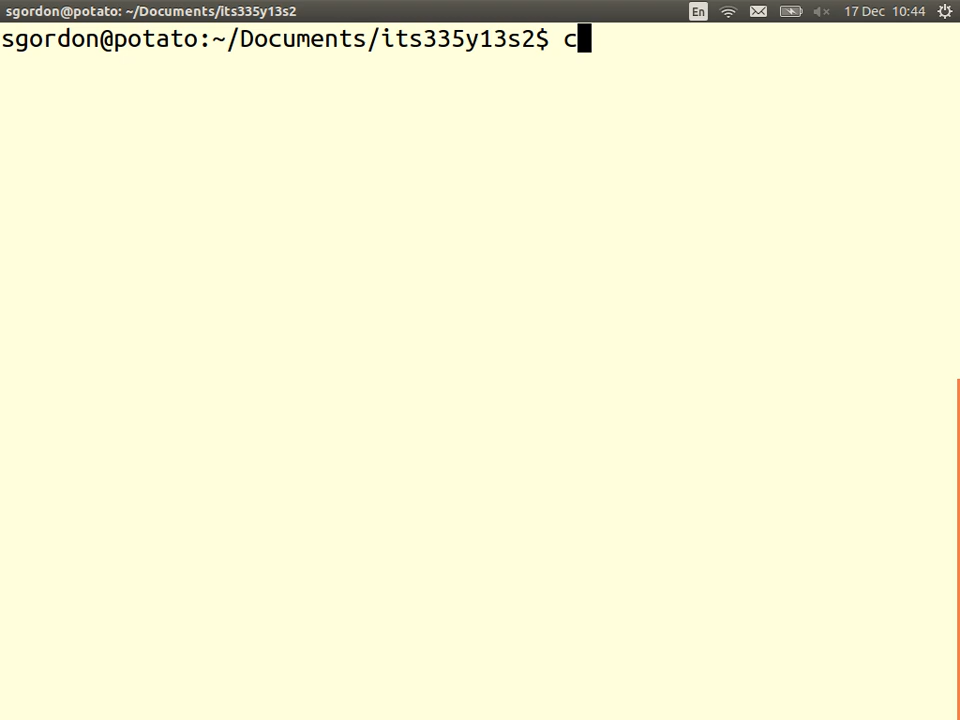 sgordon@potato: ~/Documents/its335y13s2
En
17 Dec 10:44
sgordon@potato:~/Documents/its335y13s2$ c